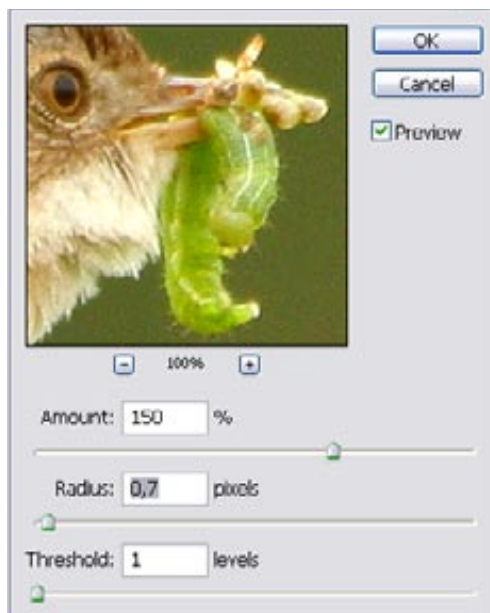 OK
Cancel
Preview
100%
Amount: 150 %
Radius: 0,7 pixels
Threshold: 1 levels